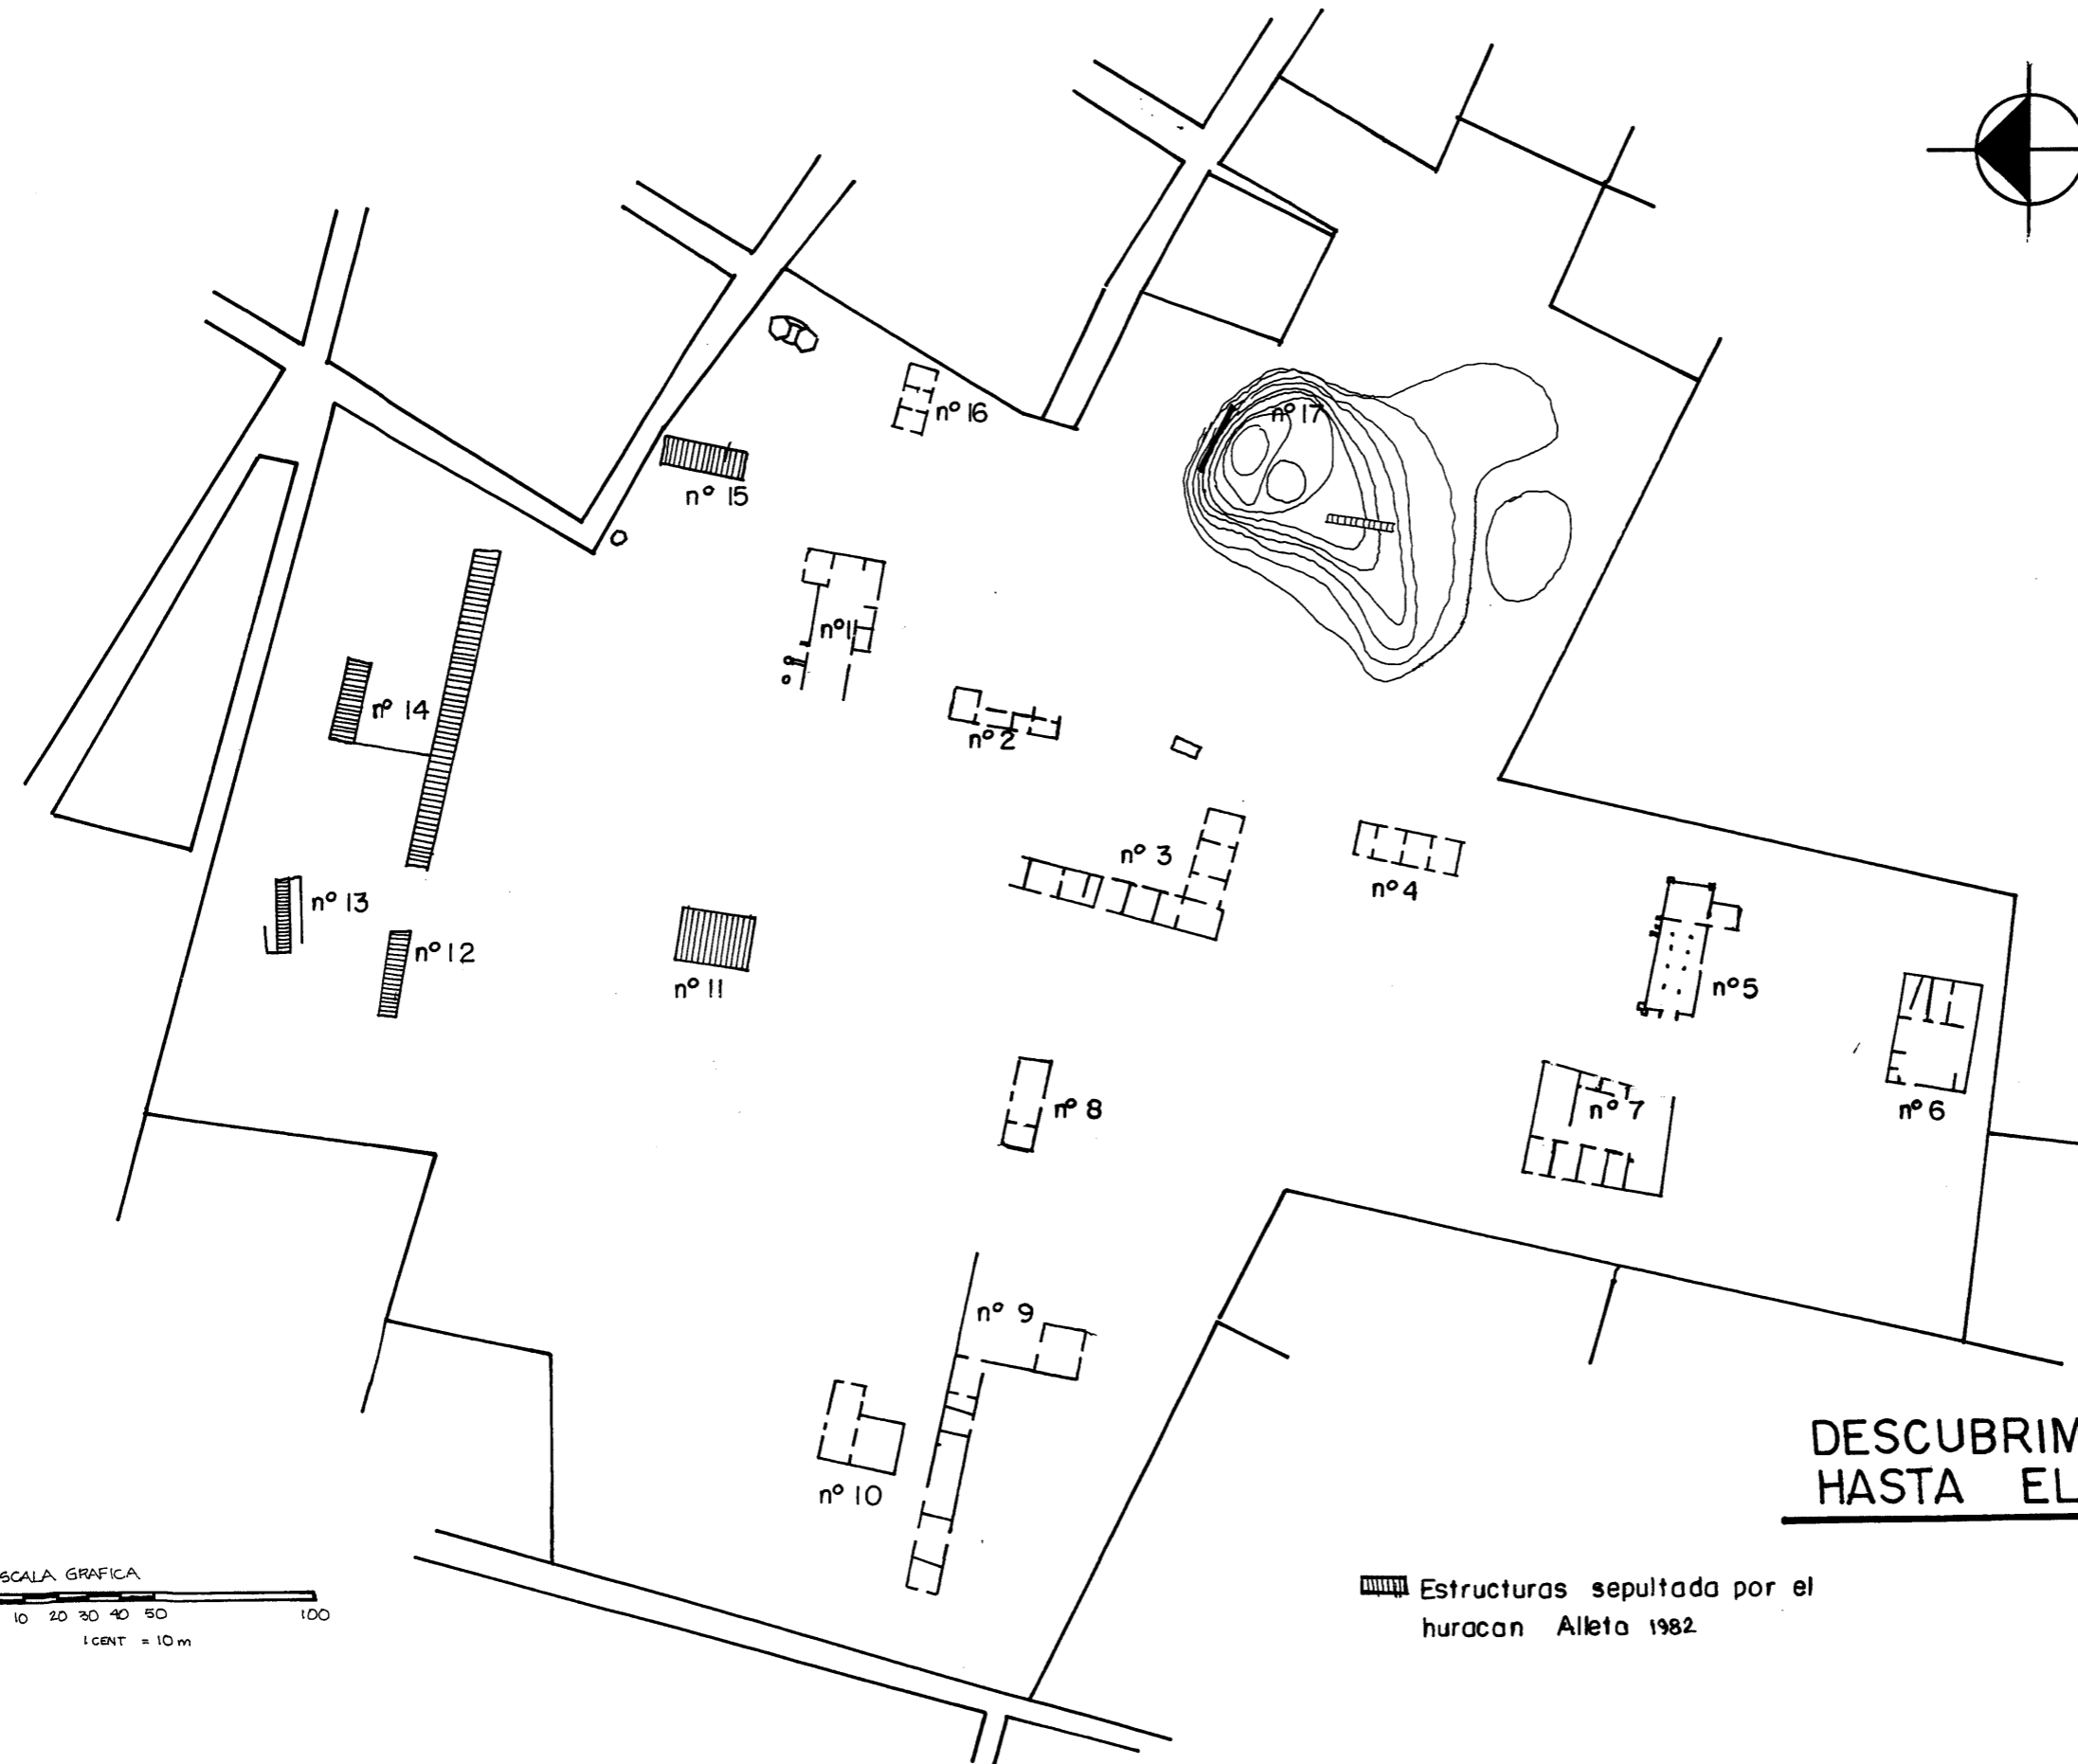 nº 17
nº 16
nº 15
nº 1
nº 14
nº 2
nº 3
nº 4
nº 13
nº 12
nº 11
nº 5
nº 8
nº 7
nº 6
nº 9
nº 10
DESCUBRIM
HASTA EL
SCALA GRAFICA
10 20 30 40 50 100
1 CENT = 10 m
Estructuras sepultada por el
huracan Alleta 1982